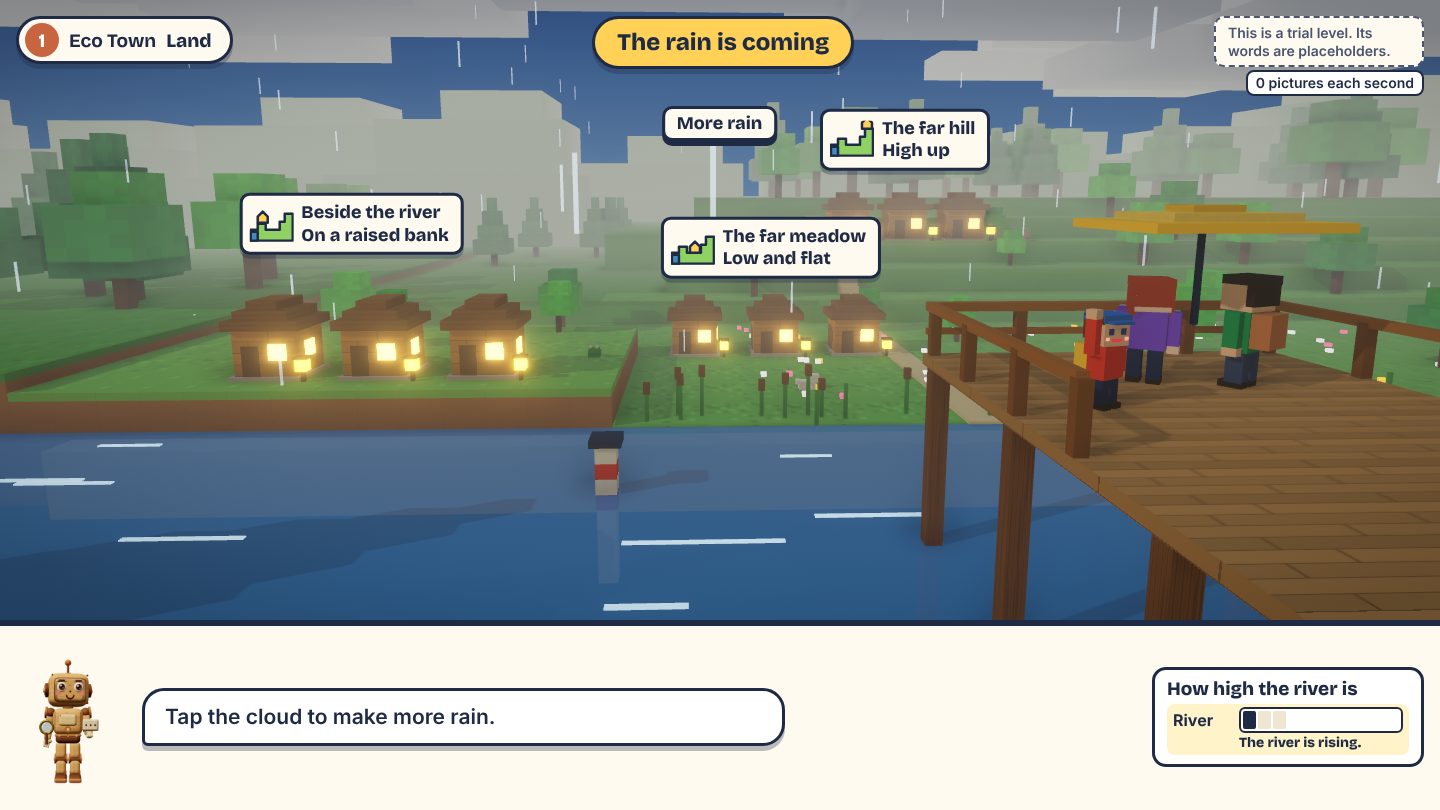 1 Eco Town Land
The rain is coming
This is a trial level. Its
words are placeholders.
0 pictures each second
More rain
The far hill
High up
Beside the river
On a raised bank
The far meadow
Low and flat
Tap the cloud to make more rain.
How high the river is
River
The river is rising.